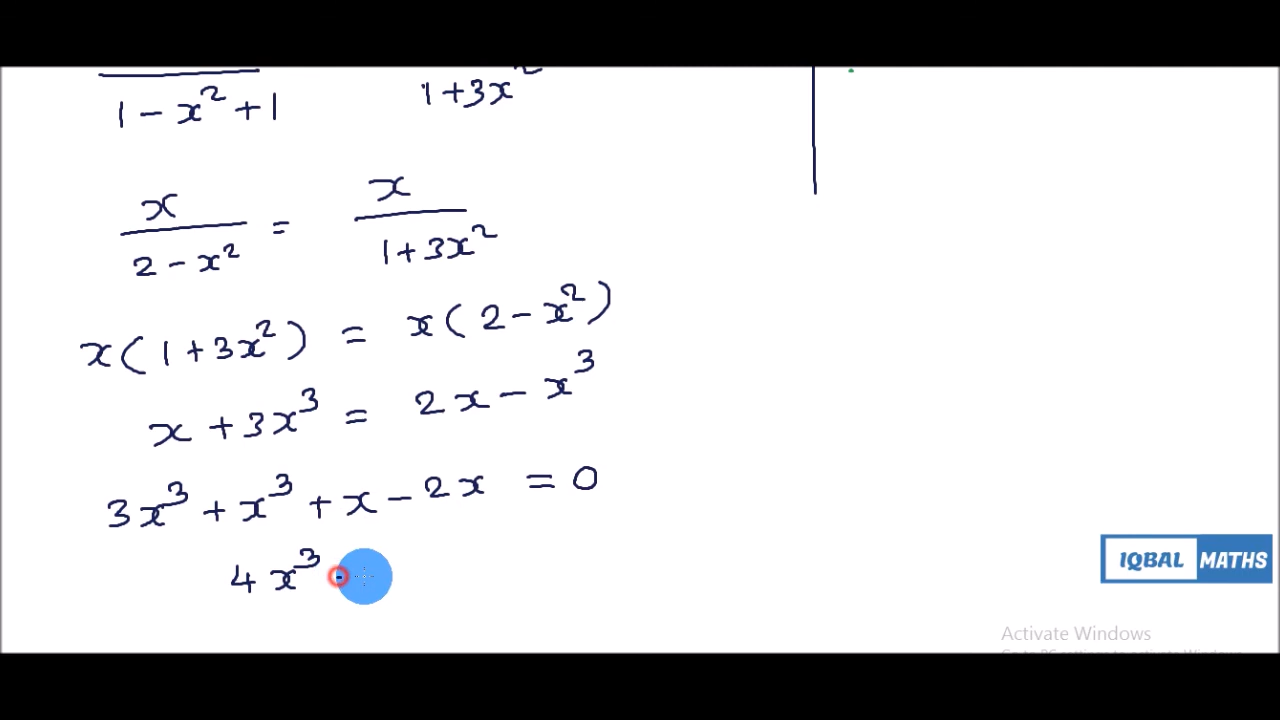 1 - x² + 1    1 + 3x²
x / (2 - x²) = x / (1 + 3x²)
x(1 + 3x²) = x(2 - x²)
x + 3x³ = 2x - x³
3x³ + x³ + x - 2x = 0
4x³ -
IQBAL MATHS
Activate Windows